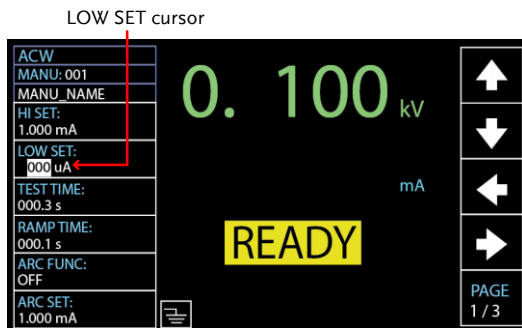 LOW SET cursor
ACW
MANU: 001
MANU_NAME
HI SET:
1.000 mA
LOW SET:
000 uA
TEST TIME:
000.3 s
RAMP TIME:
000.1 s
ARC FUNC:
OFF
ARC SET:
1.000 mA
0. 100 kV
mA
READY
PAGE
1 / 3